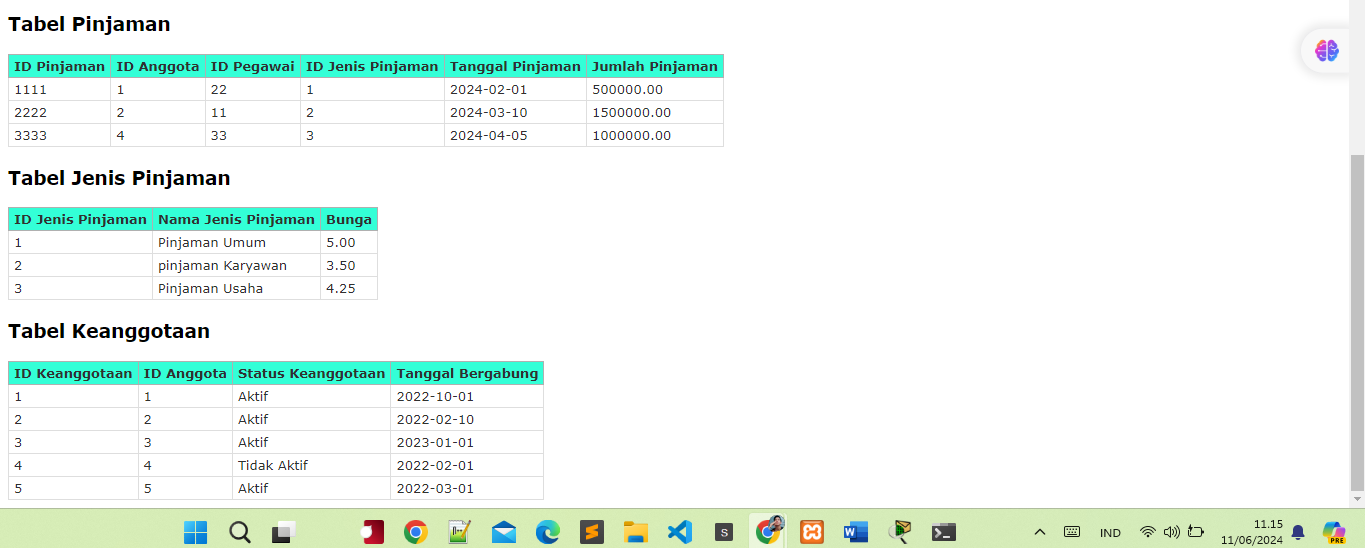 Tabel Pinjaman
ID Pinjaman ID Anggota ID Pegawai ID Jenis Pinjaman Tanggal Pinjaman Jumlah Pinjaman
1111 1 22 1 2024-02-01 500000.00
2222 2 11 2 2024-03-10 1500000.00
3333 4 33 3 2024-04-05 1000000.00
Tabel Jenis Pinjaman
ID Jenis Pinjaman Nama Jenis Pinjaman Bunga
1 Pinjaman Umum 5.00
2 pinjaman Karyawan 3.50
3 Pinjaman Usaha 4.25
Tabel Keanggotaan
ID Keanggotaan ID Anggota Status Keanggotaan Tanggal Bergabung
1 1 Aktif 2022-10-01
2 2 Aktif 2022-02-10
3 3 Aktif 2023-01-01
4 4 Tidak Aktif 2022-02-01
5 5 Aktif 2022-03-01
S W IND 11.15
11/06/2024 PRE